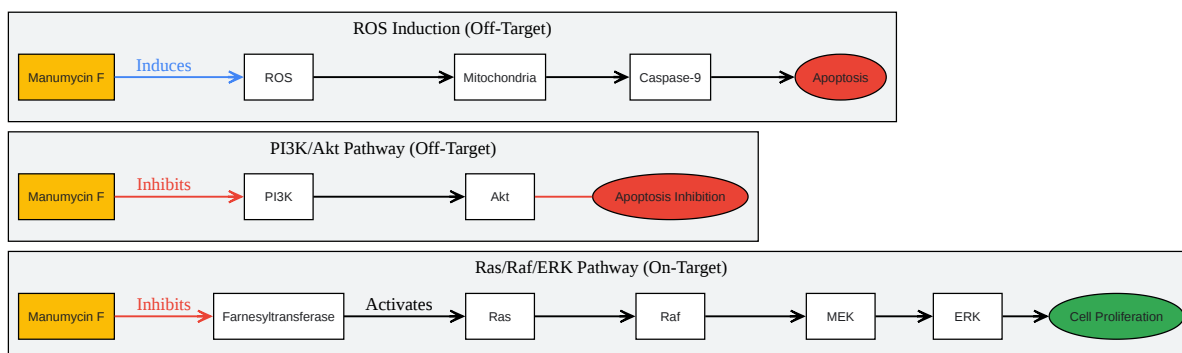 ROS Induction (Off-Target)
Manumycin F
Induces
ROS
Mitochondria
Caspase-9
Apoptosis
PI3K/Akt Pathway (Off-Target)
Manumycin F
Inhibits
PI3K
Akt
Apoptosis Inhibition
Ras/Raf/ERK Pathway (On-Target)
Manumycin F
Inhibits
Farnesyltransferase
Activates
Ras
Raf
MEK
ERK
Cell Proliferation